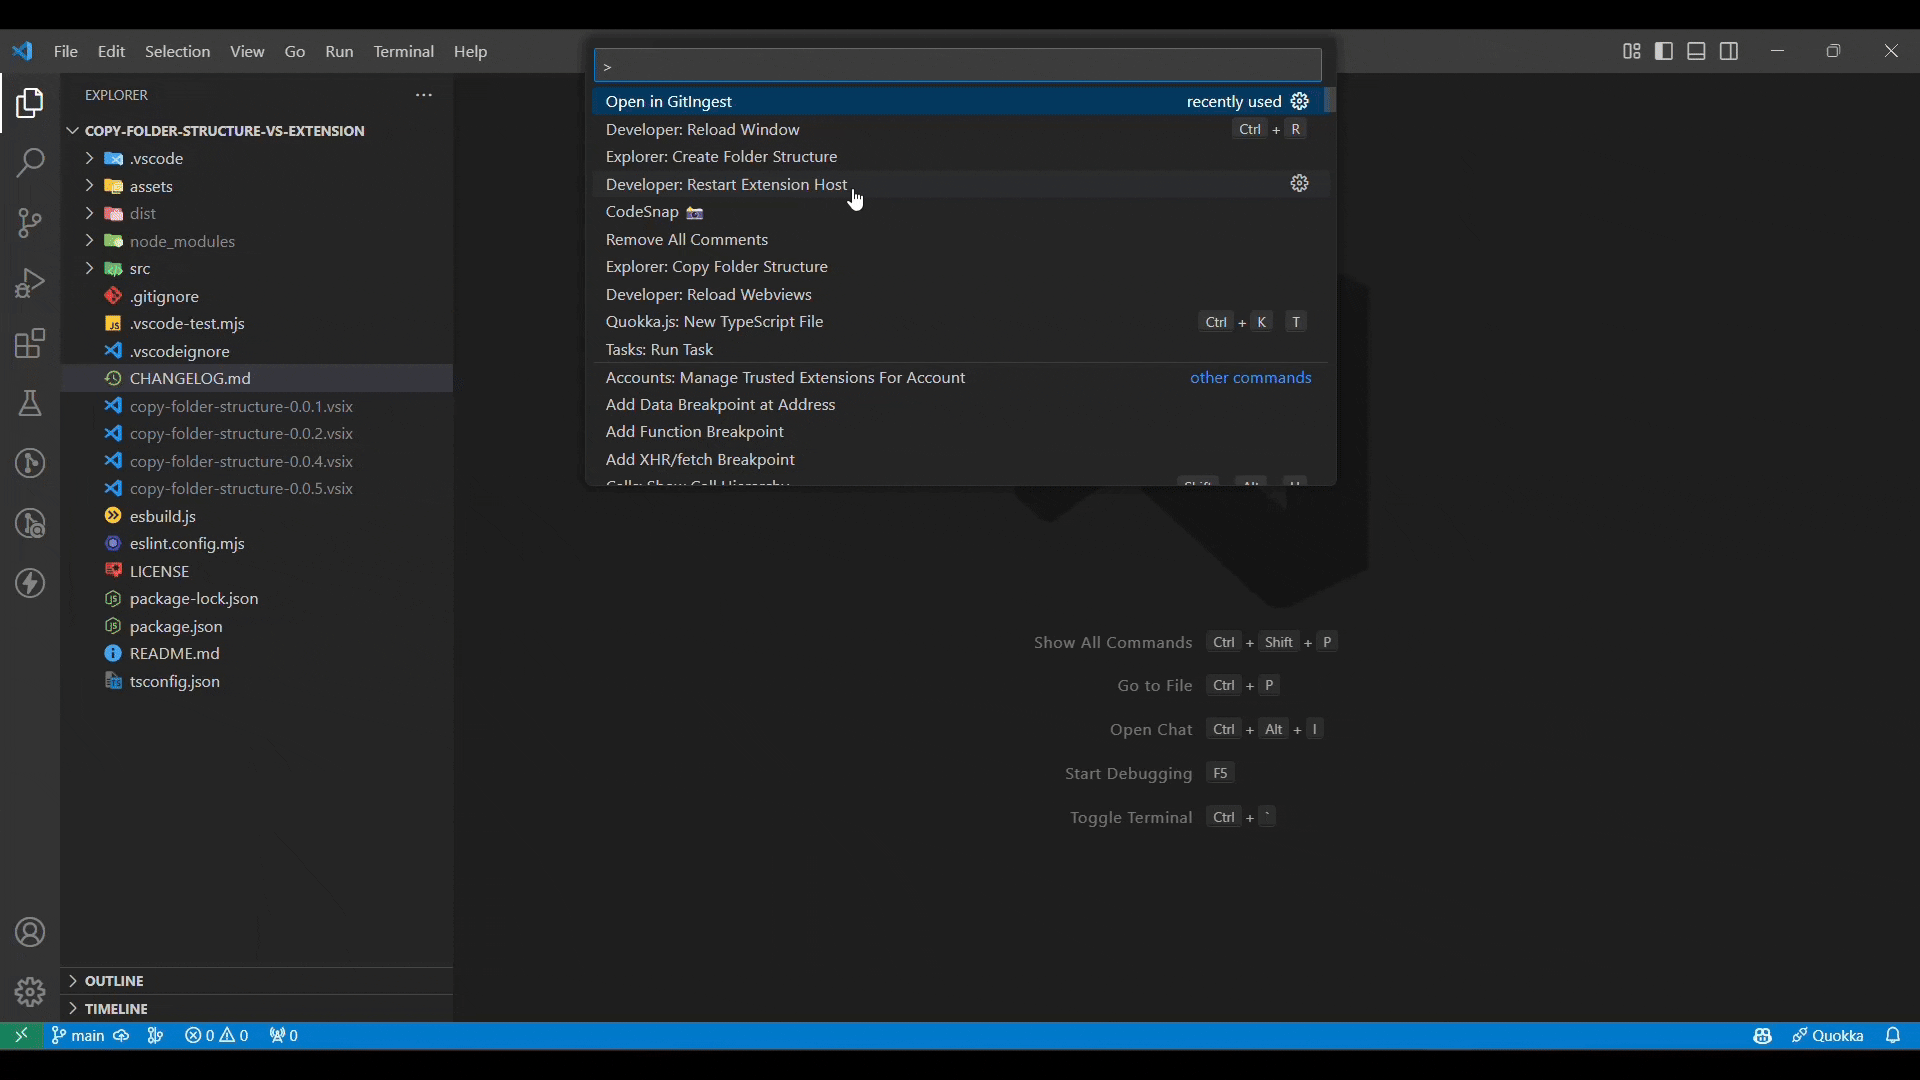 File Edit Selection View Go Run Terminal Help
>
Open in GitIngest recently used
Developer: Reload Window Ctrl + R
Explorer: Create Folder Structure
Developer: Restart Extension Host
CodeSnap 📸
Remove All Comments
Explorer: Copy Folder Structure
Developer: Reload Webviews
Quokka.js: New TypeScript File Ctrl + K T
Tasks: Run Task
Accounts: Manage Trusted Extensions For Account other commands
Add Data Breakpoint at Address
Add Function Breakpoint
Add XHR/fetch Breakpoint
Calls: Show Call Hierarchy Shift Alt H
EXPLORER
COPY-FOLDER-STRUCTURE-VS-EXTENSION
.vscode
assets
dist
node_modules
src
.gitignore
.vscode-test.mjs
.vscodeignore
CHANGELOG.md
copy-folder-structure-0.0.1.vsix
copy-folder-structure-0.0.2.vsix
copy-folder-structure-0.0.4.vsix
copy-folder-structure-0.0.5.vsix
esbuild.js
eslint.config.mjs
LICENSE
package-lock.json
package.json
README.md
tsconfig.json
OUTLINE
TIMELINE
Show All Commands Ctrl + Shift + P
Go to File Ctrl + P
Open Chat Ctrl + Alt + I
Start Debugging F5
Toggle Terminal Ctrl + `
main 0 0 0 Quokka